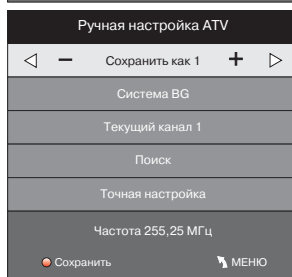 Ручная настройка ATV
Сохранить как 1
Система BG
Текущий канал 1
Поиск
Точная настройка
Частота 255,25 МГц
Сохранить МЕНЮ